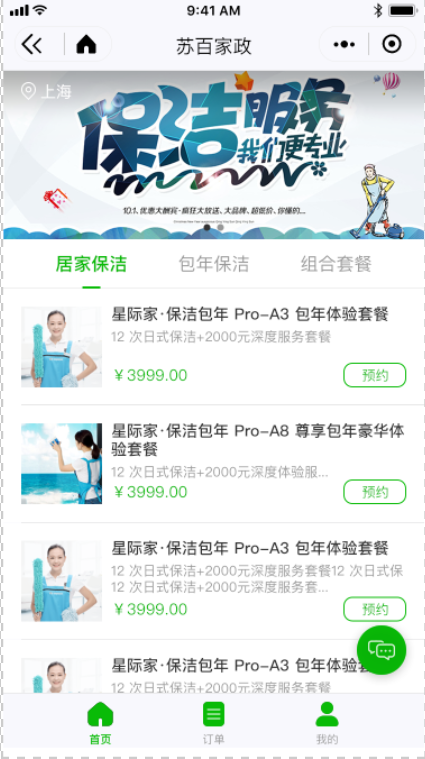 9:41 AM
苏百家政
上海
保洁服务
我们更专业
10.1. 优惠大酬宾·疯狂大放送、大品牌、超低价、你懂的...
居家保洁
包年保洁
组合套餐
星际家·保洁包年 Pro-A3 包年体验套餐
12 次日式保洁+2000元深度服务套餐
￥3999.00
预约
星际家·保洁包年 Pro-A8 尊享包年豪华体
验套餐
12 次日式保洁+2000元深度体验服...
￥3999.00
预约
星际家·保洁包年 Pro-A3 包年体验套餐
12 次日式保洁+2000元深度服务套餐12 次日式保
12 次日式保洁+2000元深度服务套...
￥3999.00
预约
星际家·保洁包年 Pro-A3 包年体验套
12 次日式保洁+2000元深度服务套餐
首页
订单
我的